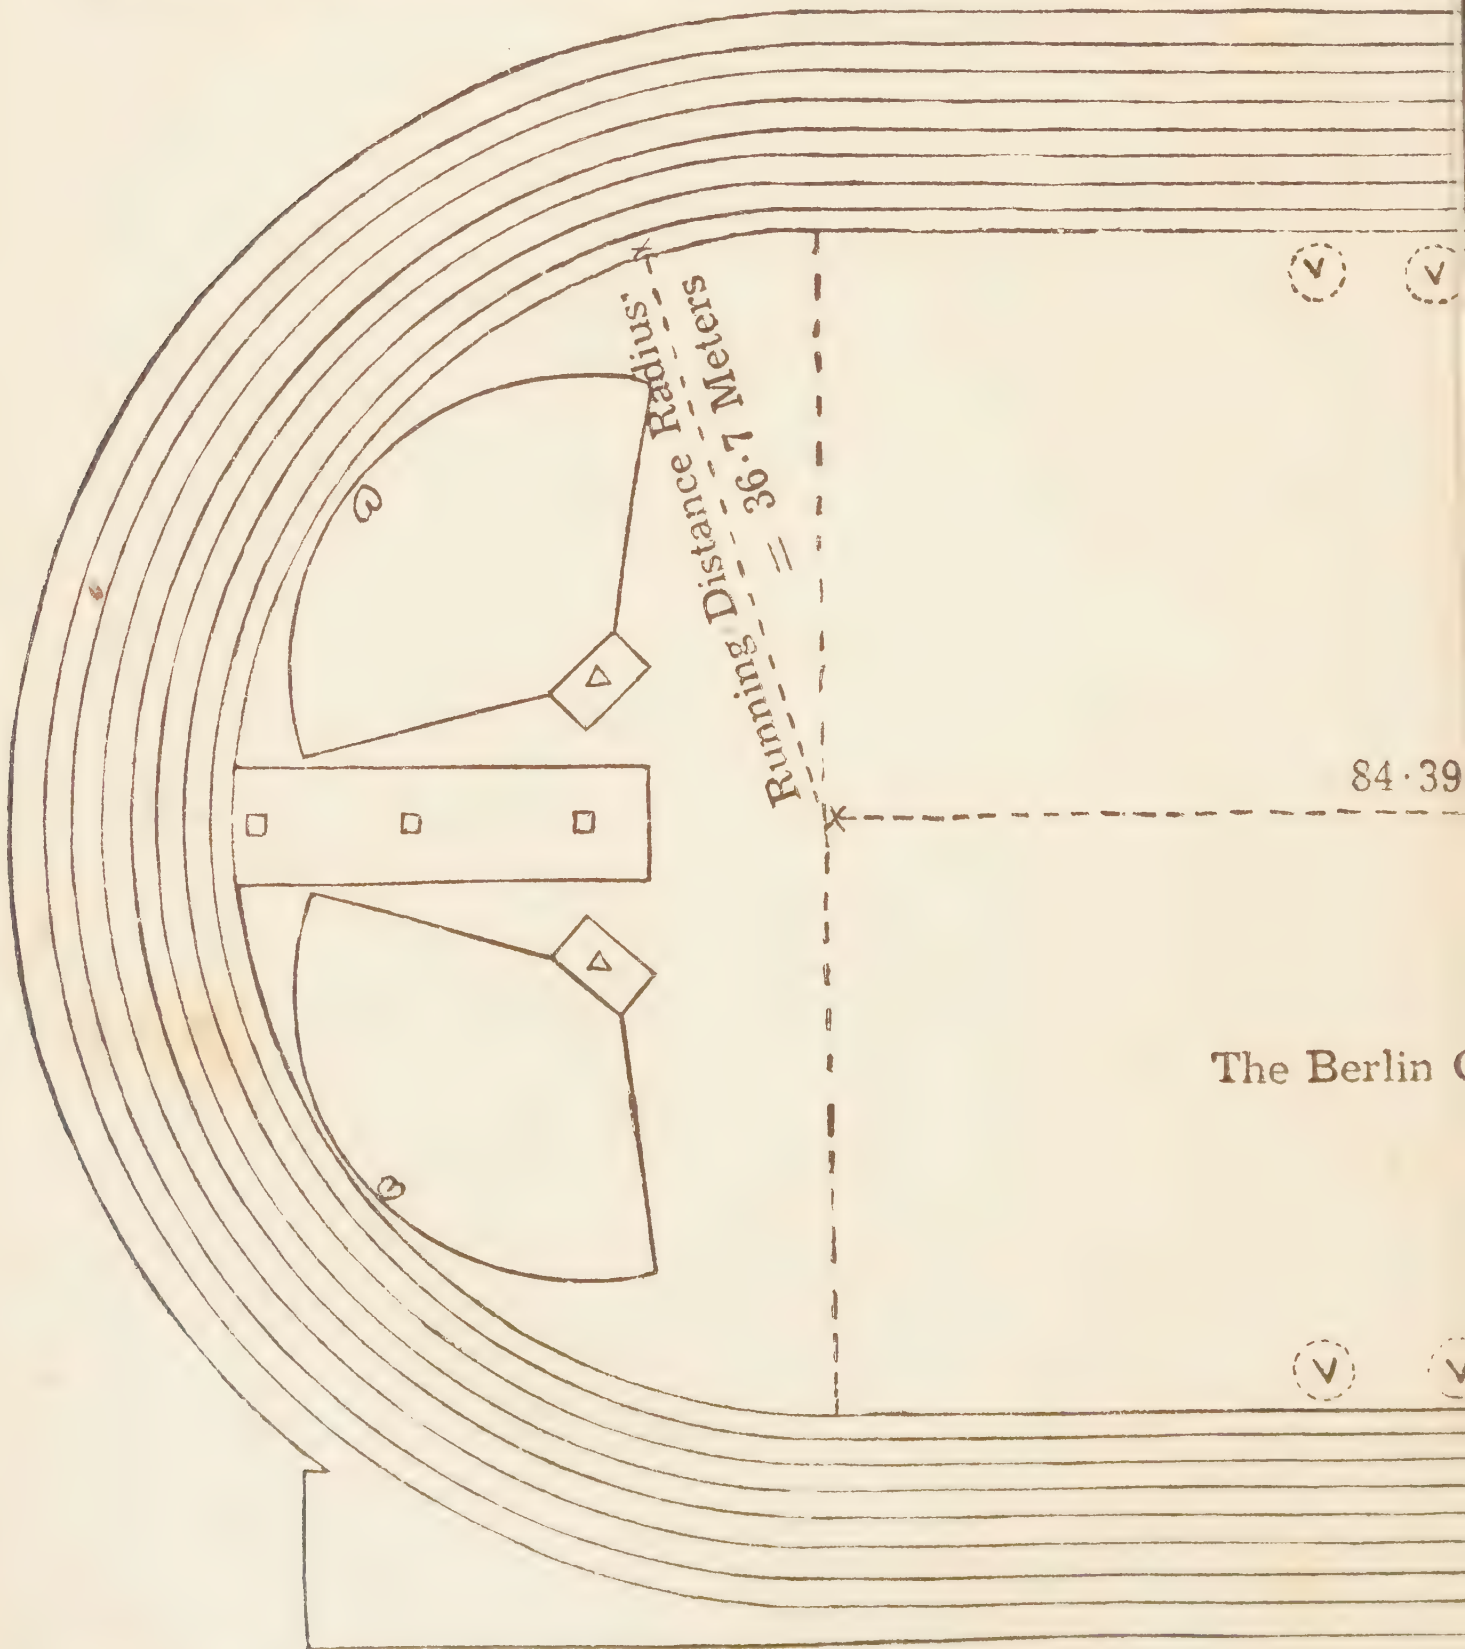 Running Distance Radius
= 36·7 Meters
84·39
The Berlin